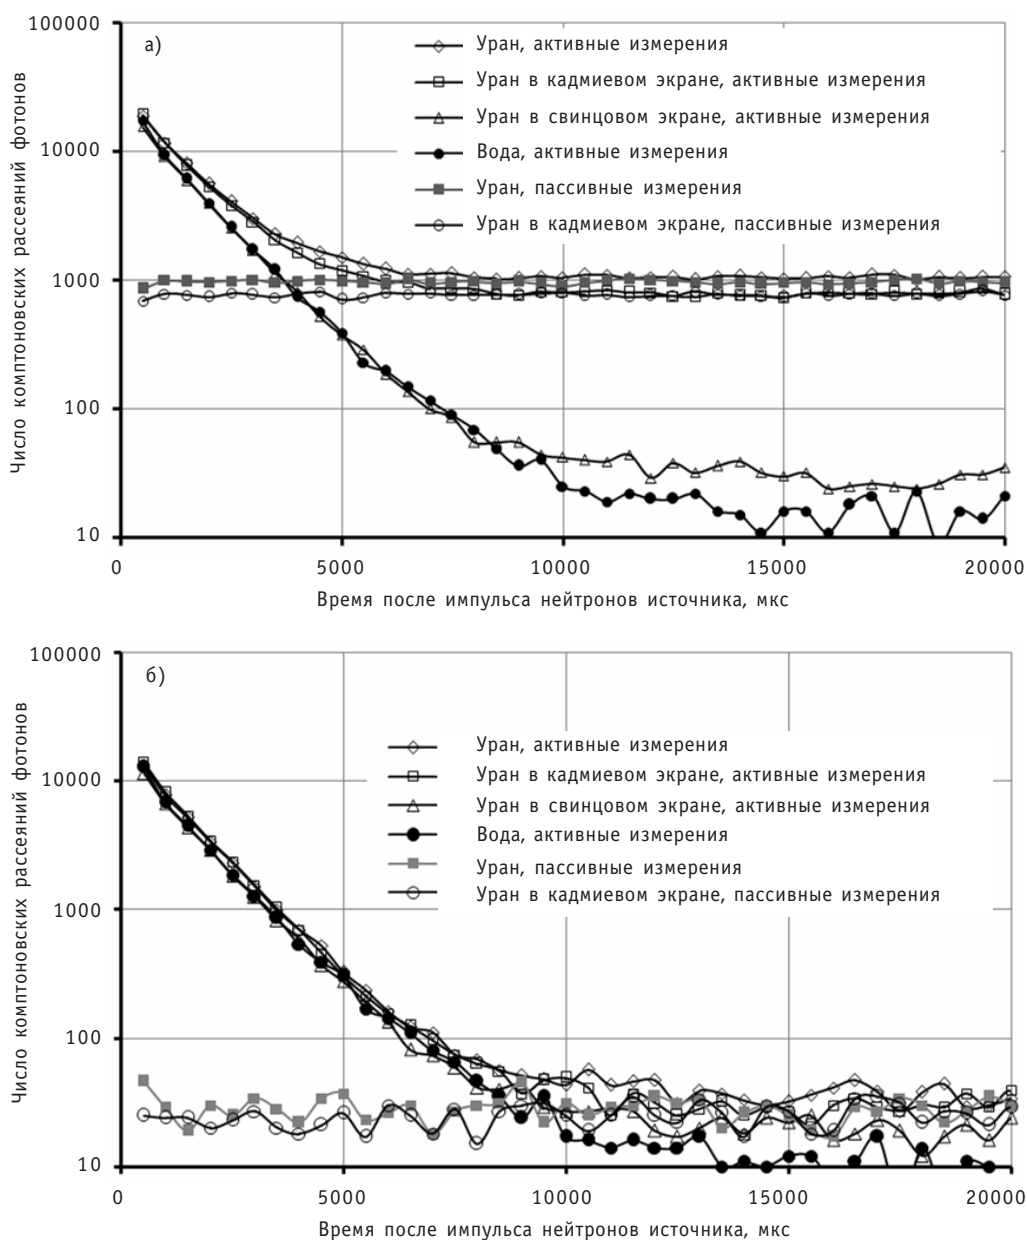 100000
а)
Уран, активные измерения
Уран в кадмиевом экране, активные измерения
Уран в свинцовом экране, активные измерения
Вода, активные измерения
Уран, пассивные измерения
Уран в кадмиевом экране, пассивные измерения
10000
1000
100
10
Число комптоновских рассеяний фотонов
0
5000
10000
15000
20000
Время после импульса нейтронов источника, мкс
100000
б)
Уран, активные измерения
Уран в кадмиевом экране, активные измерения
Уран в свинцовом экране, активные измерения
Вода, активные измерения
Уран, пассивные измерения
Уран в кадмиевом экране, пассивные измерения
10000
1000
100
10
Число комптоновских рассеяний фотонов
0
5000
10000
15000
20000
Время после импульса нейтронов источника, мкс